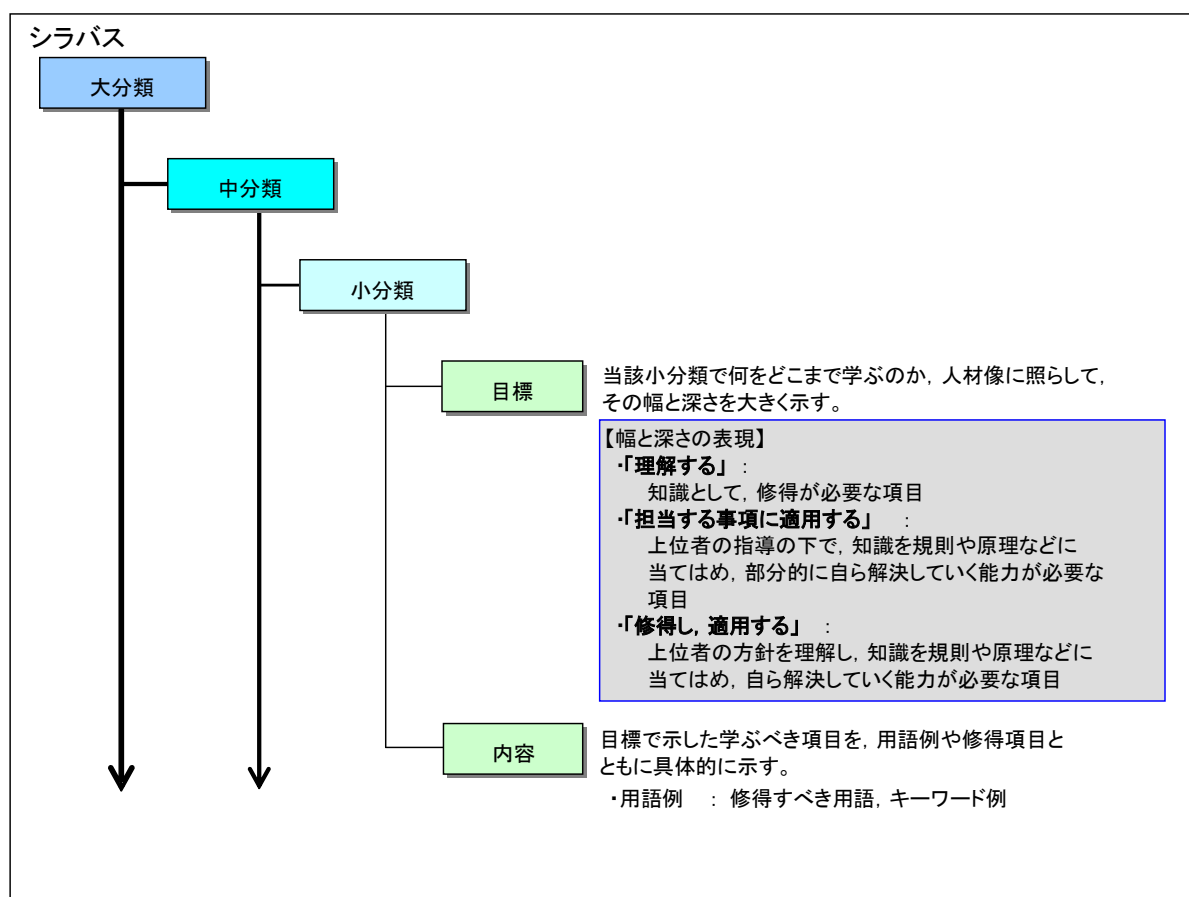 シラバス
大分類
中分類
小分類
目標
当該小分類で何をどこまで学ぶのか，人材像に照らして，
その幅と深さを大きく示す。
【幅と深さの表現】
・「理解する」 ：
知識として，修得が必要な項目
・「担当する事項に適用する」 ：
上位者の指導の下で，知識を規則や原理などに
当てはめ，部分的に自ら解決していく能力が必要な
項目
・「修得し，適用する」 ：
上位者の方針を理解し，知識を規則や原理などに
当てはめ，自ら解決していく能力が必要な項目
内容
目標で示した学ぶべき項目を，用語例や修得項目と
ともに具体的に示す。
・用語例 ： 修得すべき用語，キーワード例